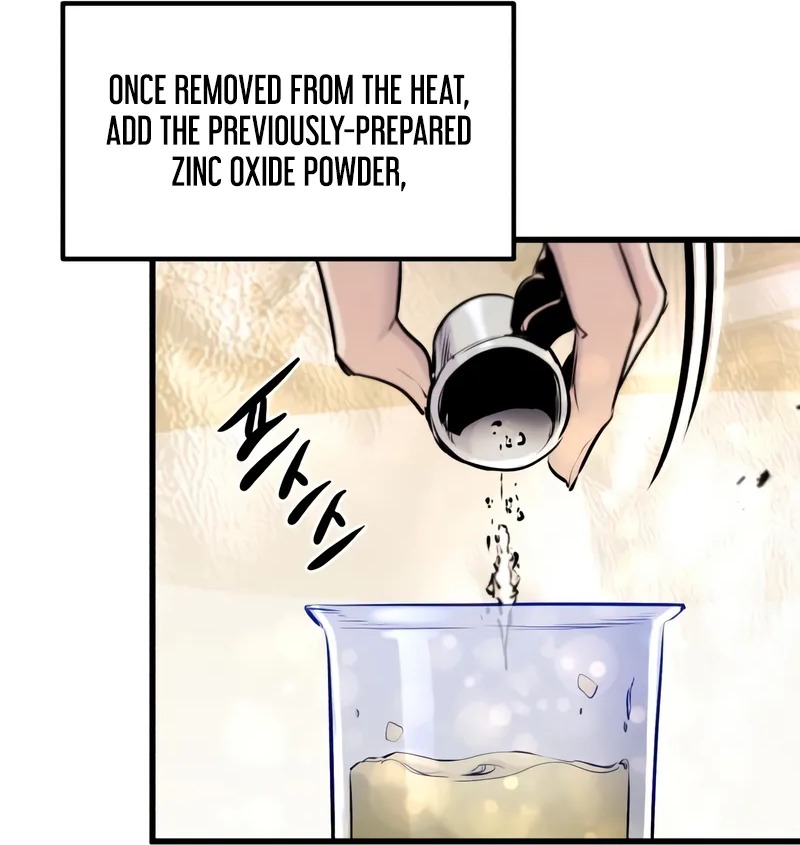 ONCE REMOVED FROM THE HEAT,
ADD THE PREVIOUSLY-PREPARED
ZINC OXIDE POWDER,